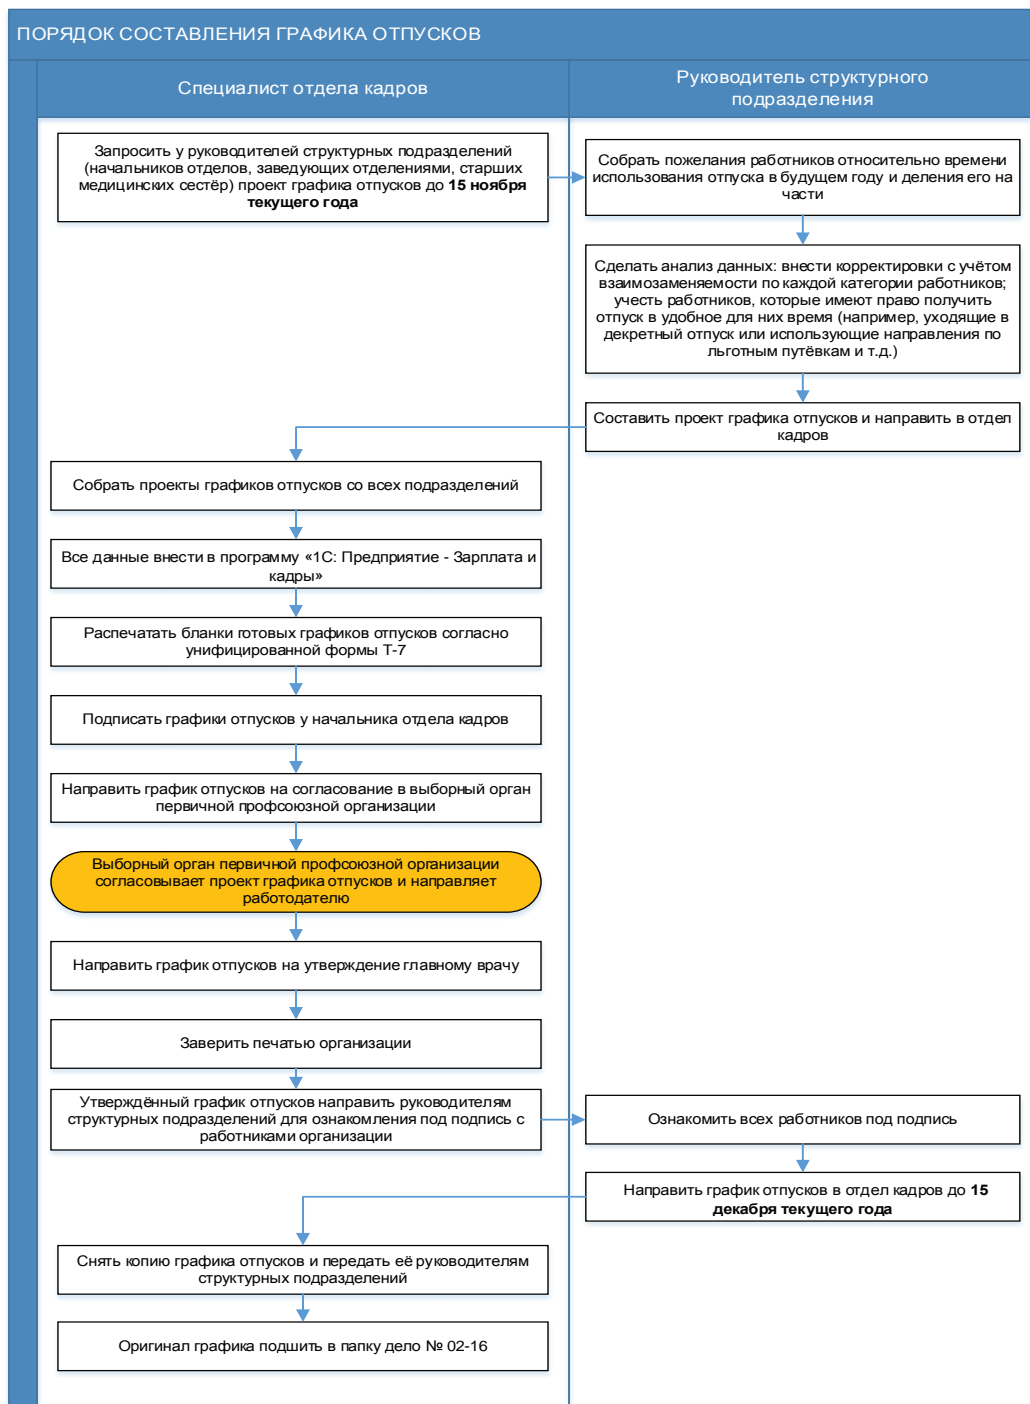 ПОРЯДОК СОСТАВЛЕНИЯ ГРАФИКА ОТПУСКОВ
Специалист отдела кадров
Руководитель структурного
подразделения
Запросить у руководителей структурных подразделений
(начальников отделов, заведующих отделениями, старших
медицинских сестёр) проект графика отпусков до 15 ноября
текущего года
Собрать пожелания работников относительно времени
использования отпуска в будущем году и деления его на
части
Сделать анализ данных: внести корректировки с учётом
взаимозаменяемости по каждой категории работников;
учесть работников, которые имеют право получить
отпуск в удобное для них время (например, уходящие в
декретный отпуск или использующие направления по
льготным путёвкам и т.д.)
Составить проект графика отпусков и направить в отдел
кадров
Собрать проекты графиков отпусков со всех подразделений
Все данные внести в программу «1С: Предприятие - Зарплата и
кадры»
Распечатать бланки готовых графиков отпусков согласно
унифицированной формы Т-7
Подписать графики отпусков у начальника отдела кадров
Направить график отпусков на согласование в выборный орган
первичной профсоюзной организации
Выборный орган первичной профсоюзной организации
согласовывает проект графика отпусков и направляет
работодателю
Направить график отпусков на утверждение главному врачу
Заверить печатью организации
Утверждённый график отпусков направить руководителям
структурных подразделений для ознакомления под подпись с
работниками организации
Ознакомить всех работников под подпись
Направить график отпусков в отдел кадров до 15
декабря текущего года
Снять копию графика отпусков и передать её руководителям
структурных подразделений
Оригинал графика подшить в папку дело № 02-16